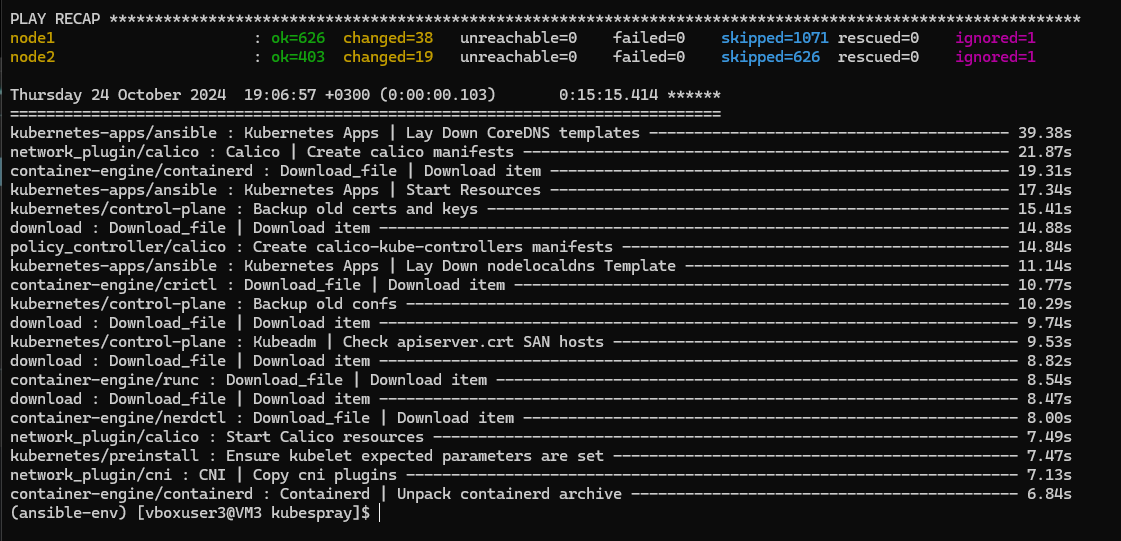 PLAY RECAP ************************************************************************************************************
node1                      : ok=626  changed=38   unreachable=0    failed=0    skipped=1071 rescued=0    ignored=1
node2                      : ok=403  changed=19   unreachable=0    failed=0    skipped=626  rescued=0    ignored=1
Thursday 24 October 2024  19:06:57 +0300 (0:00:00.103)       0:15:15.414 ******
===============================================================================
kubernetes-apps/ansible : Kubernetes Apps | Lay Down CoreDNS templates ---------------------------------------- 39.38s
network_plugin/calico : Calico | Create calico manifests ------------------------------------------------------ 21.87s
container-engine/containerd : Download_file | Download item --------------------------------------------------- 19.31s
kubernetes-apps/ansible : Kubernetes Apps | Start Resources --------------------------------------------------- 17.34s
kubernetes/control-plane : Backup old certs and keys ---------------------------------------------------------- 15.41s
download : Download_file | Download item ---------------------------------------------------------------------- 14.88s
policy_controller/calico : Create calico-kube-controllers manifests ------------------------------------------- 14.84s
kubernetes-apps/ansible : Kubernetes Apps | Lay Down nodelocaldns Template ------------------------------------ 11.14s
container-engine/crictl : Download_file | Download item ------------------------------------------------------- 10.77s
kubernetes/control-plane : Backup old confs ------------------------------------------------------------------- 10.29s
download : Download_file | Download item ----------------------------------------------------------------------- 9.74s
kubernetes/control-plane : Kubeadm | Check apiserver.crt SAN hosts --------------------------------------------- 9.53s
download : Download_file | Download item ----------------------------------------------------------------------- 8.82s
container-engine/runc : Download_file | Download item ---------------------------------------------------------- 8.54s
download : Download_file | Download item ----------------------------------------------------------------------- 8.47s
container-engine/nerdctl : Download_file | Download item ------------------------------------------------------- 8.00s
network_plugin/calico : Start Calico resources ----------------------------------------------------------------- 7.49s
kubernetes/preinstall : Ensure kubelet expected parameters are set --------------------------------------------- 7.47s
network_plugin/cni : CNI | Copy cni plugins -------------------------------------------------------------------- 7.13s
container-engine/containerd : Containerd | Unpack containerd archive ------------------------------------------- 6.84s
(ansible-env) [vboxuser3@VM3 kubespray]$